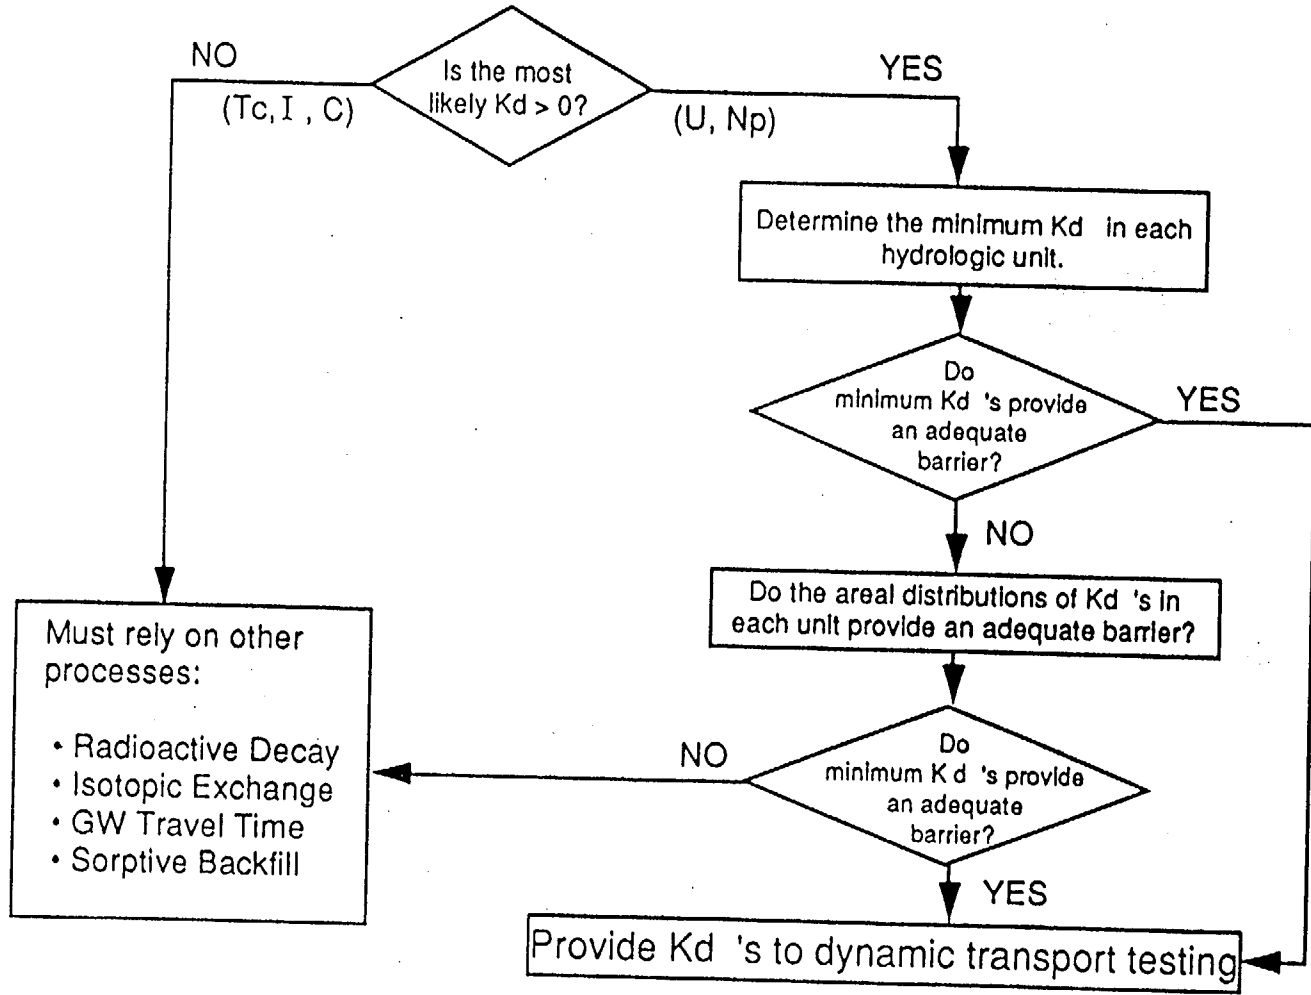 NO
Is the most
likely Kd > 0?
YES
(Tc, I , C)
(U, Np)
Determine the minimum Kd in each
hydrologic unit.
Do
minimum Kd 's provide
an adequate
barrier?
YES
NO
Do the areal distributions of Kd 's in
each unit provide an adequate barrier?
Must rely on other
processes:
• Radioactive Decay
• Isotopic Exchange
• GW Travel Time
• Sorptive Backfill
NO
Do
minimum K d 's provide
an adequate
barrier?
YES
Provide Kd 's to dynamic transport testing